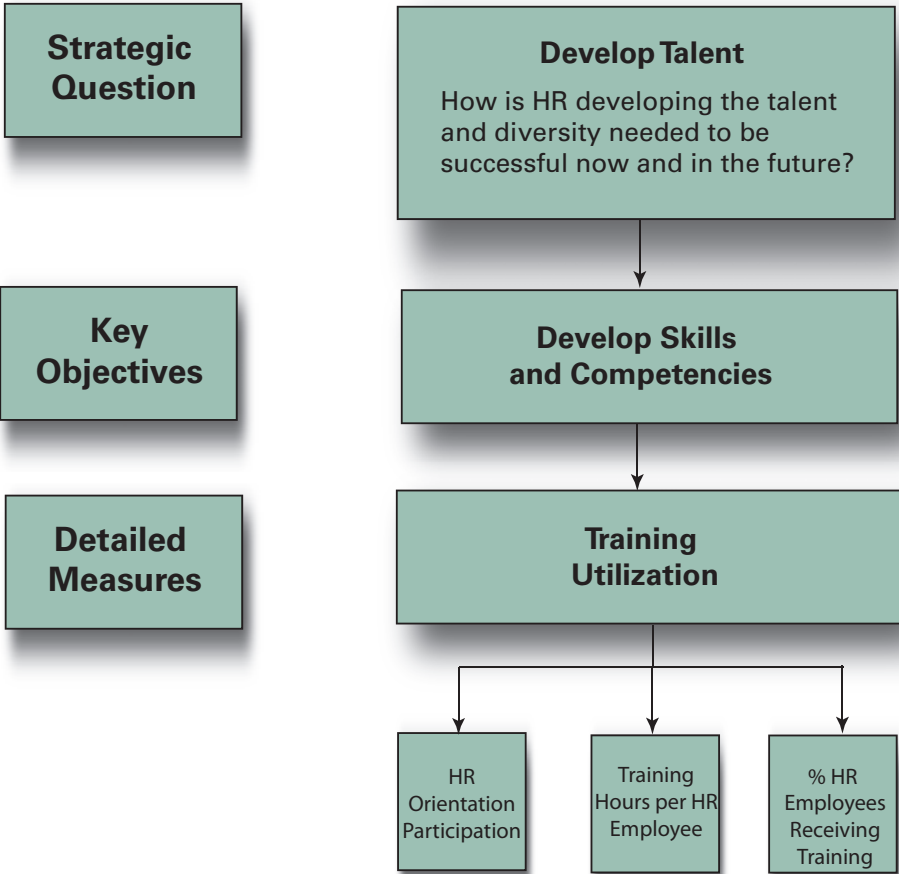 Strategic
Question
Develop Talent
How is HR developing the talent
and diversity needed to be
successful now and in the future?
Key
Objectives
Develop Skills
and Competencies
Detailed
Measures
Training
Utilization
HR
Orientation
Participation
Training
Hours per HR
Employee
% HR
Employees
Receiving
Training